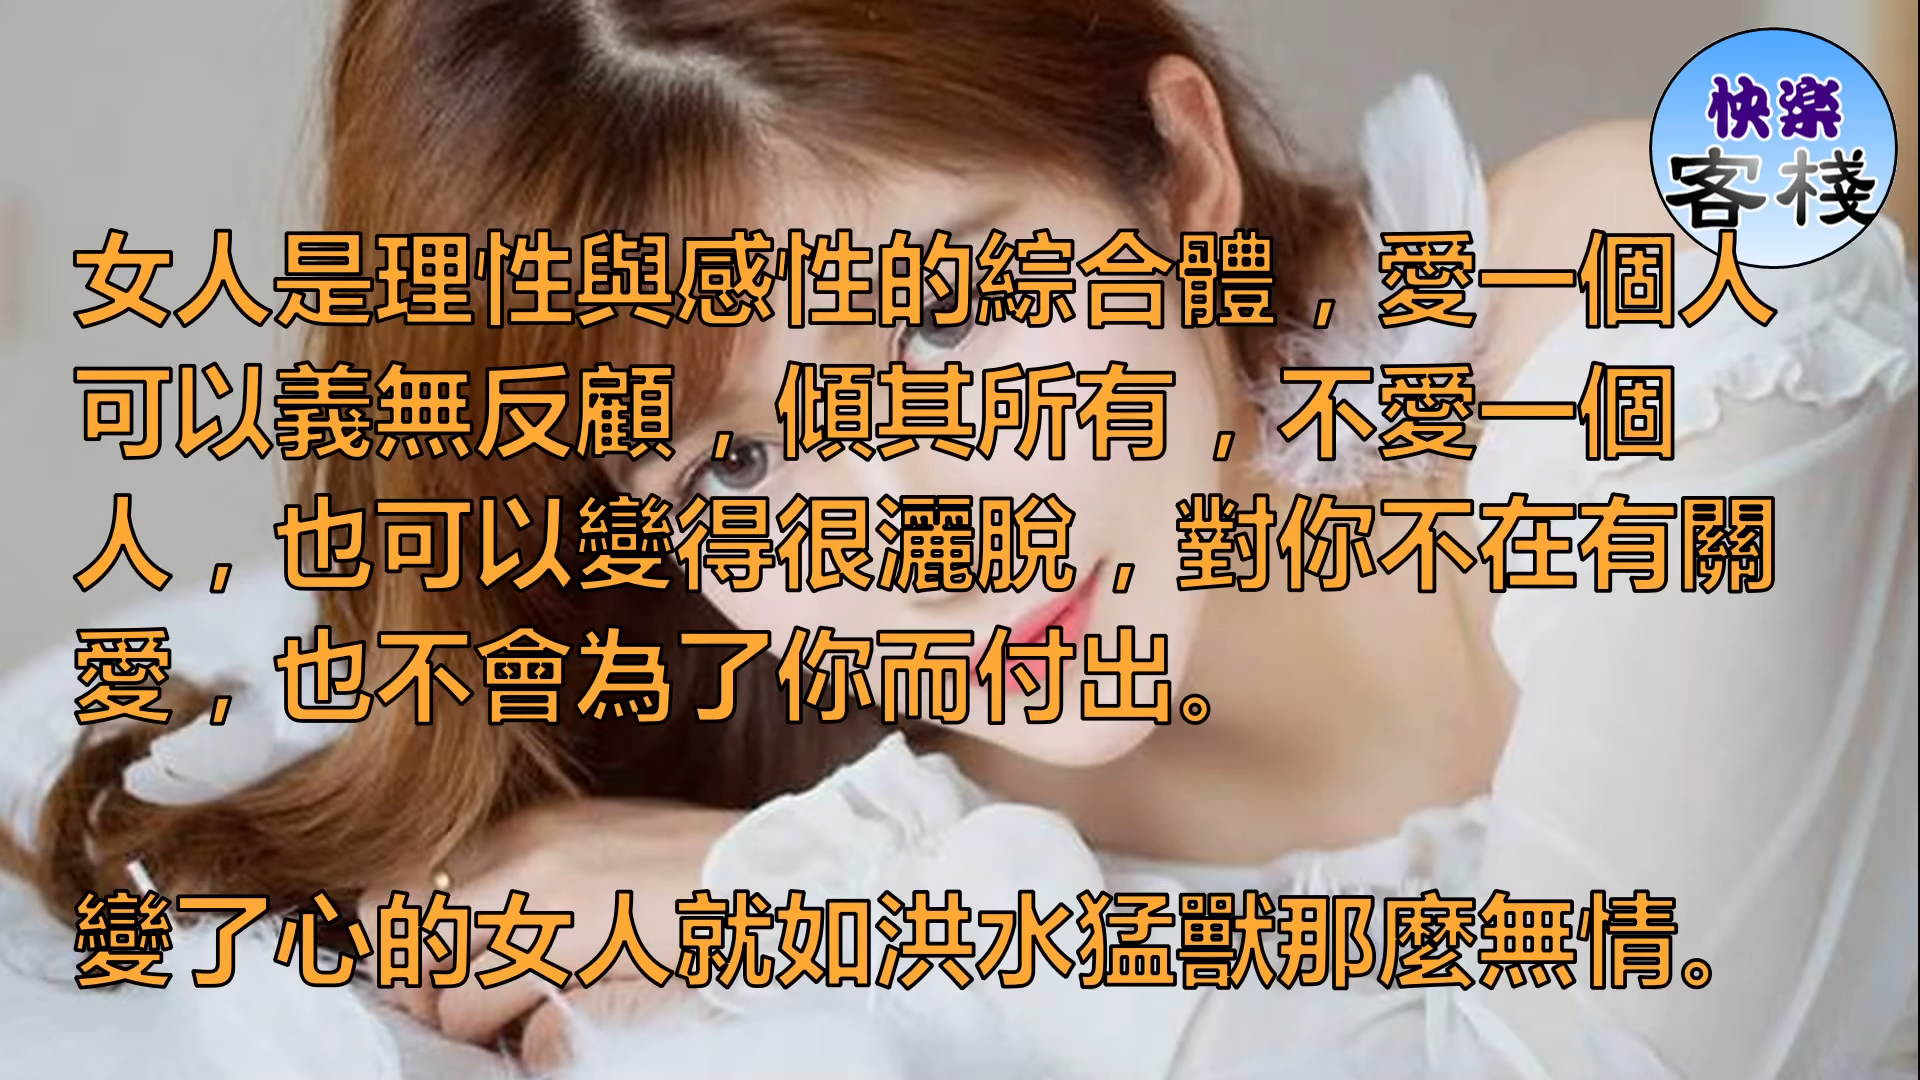 快楽
客棧
女人是理性與感性的綜合體，愛一個人
可以義無反顧，傾其所有，不愛一個
人，也可以變得很灑脫，對你不在有關
愛，也不會為了你而付出。
變了心的女人就如洪水猛獸那麼無情。